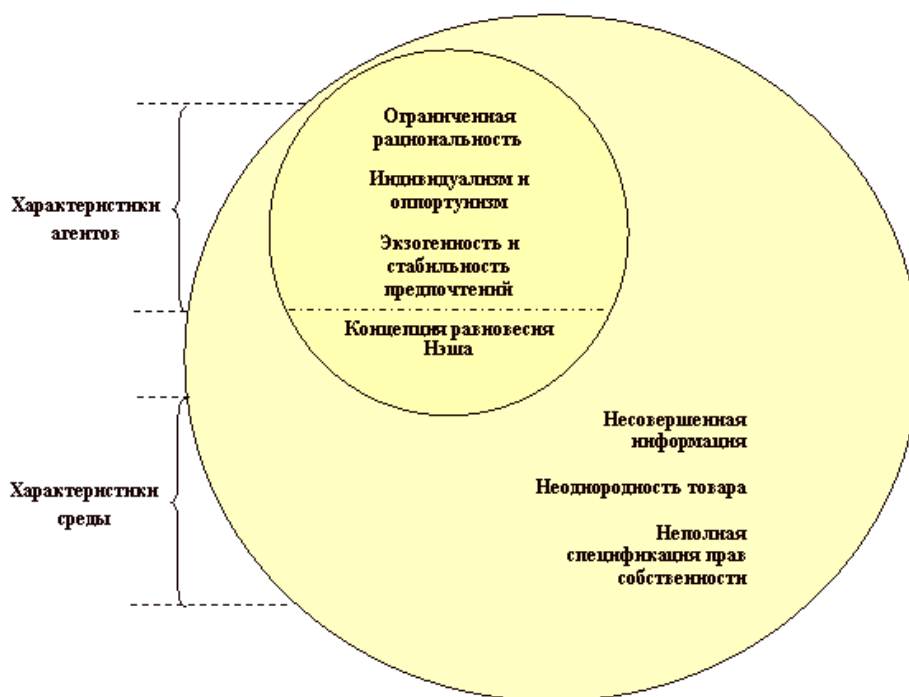 Ограниченная
рациональность
Индивидуализм и
оппортунизм
Характеристики
агентов
Экзогенность и
стабильность
предпочтений
Концепция равновесия
Нэша
Несовершенная
информация
Характеристики
среды
Неоднородность товара
Неполная
спецификация прав
собственности